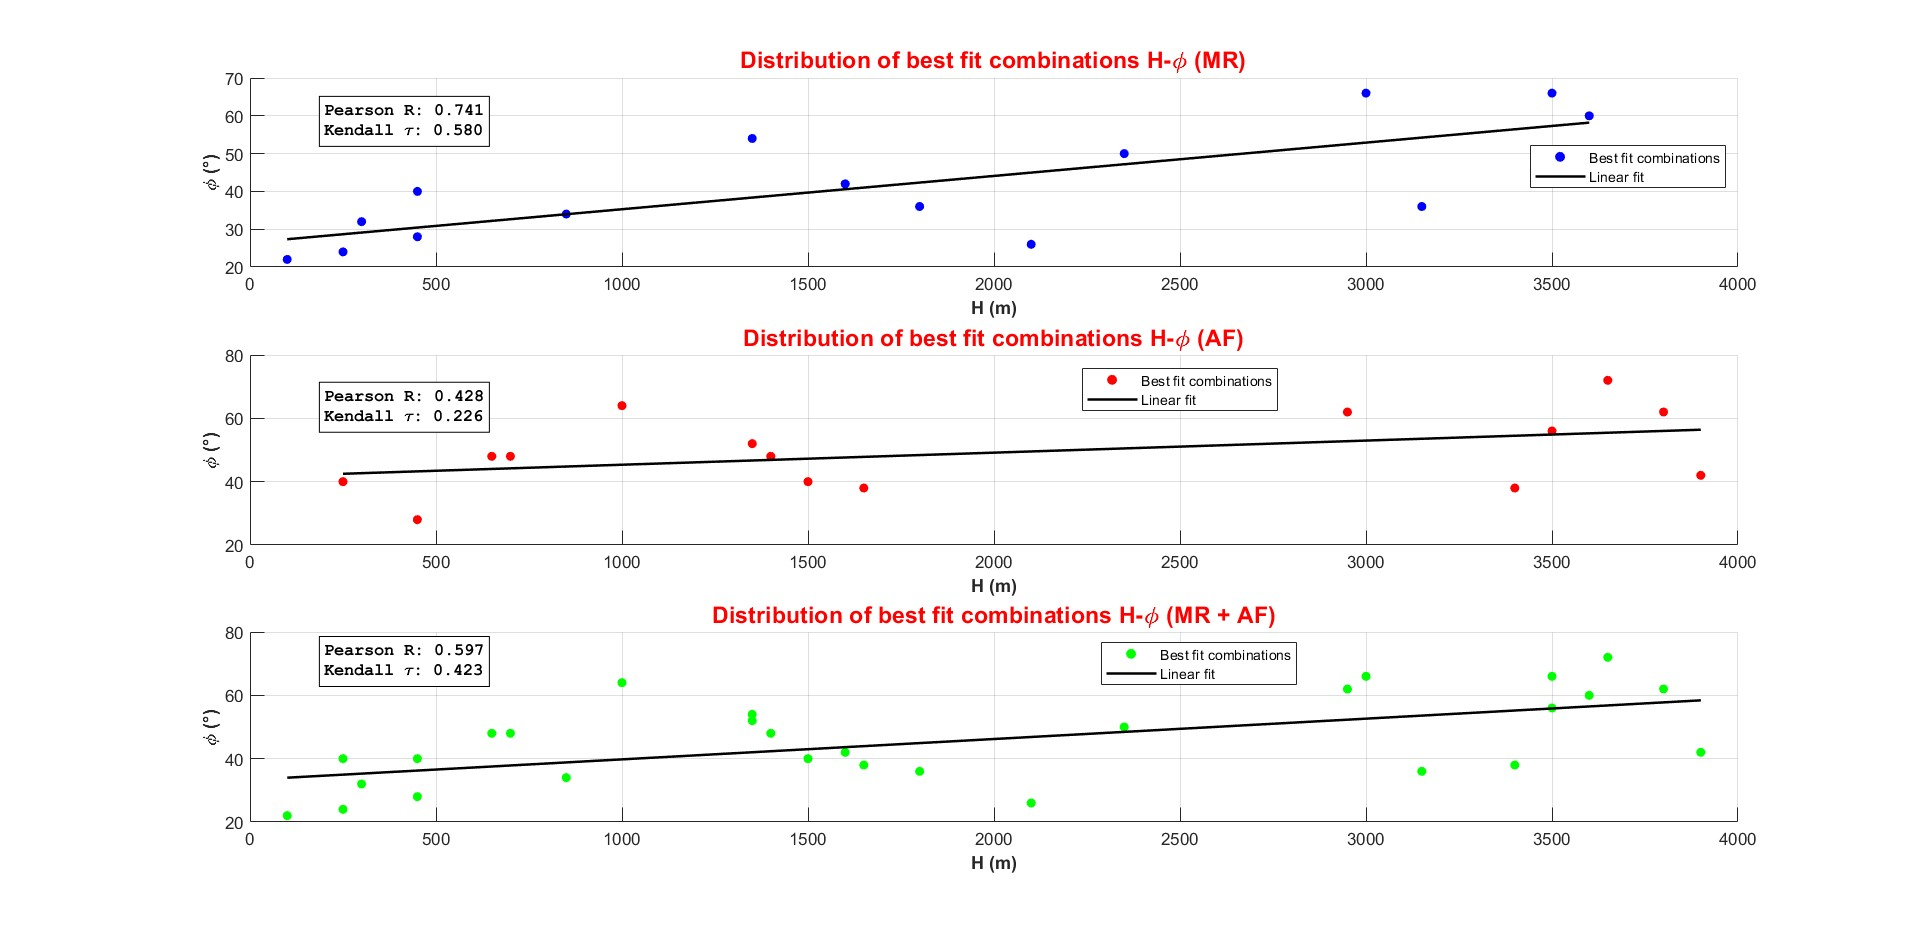 Distribution of best fit combinations H-ϕ (MR)
70
60
50
40
30
20
ϕ (°)
Pearson R: 0.741
Kendall τ: 0.580
Best fit combinations
Linear fit
0 500 1000 1500 2000 2500 3000 3500 4000
H (m)
Distribution of best fit combinations H-ϕ (AF)
80
60
40
20
ϕ (°)
Pearson R: 0.428
Kendall τ: 0.226
Best fit combinations
Linear fit
0 500 1000 1500 2000 2500 3000 3500 4000
H (m)
Distribution of best fit combinations H-ϕ (MR + AF)
80
60
40
20
ϕ (°)
Pearson R: 0.597
Kendall τ: 0.423
Best fit combinations
Linear fit
0 500 1000 1500 2000 2500 3000 3500 4000
H (m)